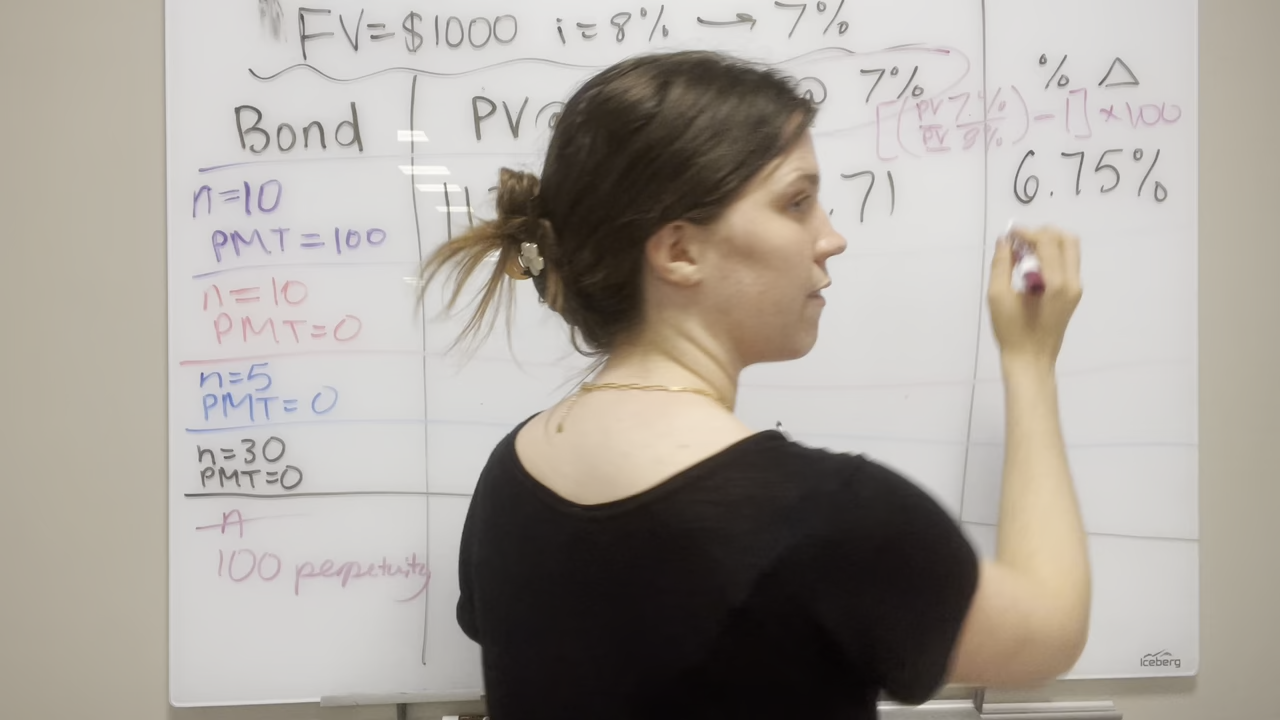 FV=$1000 i=8% → 7%
Bond PV@ @ 7% % Δ
[(PV 7%/PV 8%)-1]×100
n=10
PMT=100 .71 6.75%
n=10
PMT=0
n=5
PMT=0
n=30
PMT=0
n
100 perpetuity
Iceberg